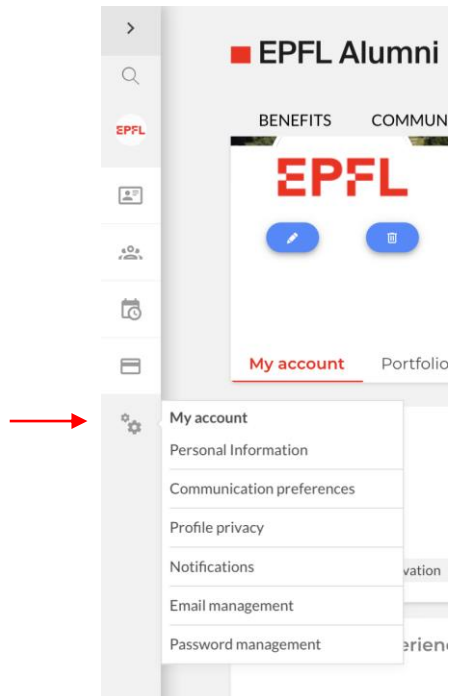 EPFL Alumni
EPFL
BENEFITS COMMUN
EPFL
My account Portfolio
My account
Personal Information
Communication preferences
Profile privacy
Notifications
vation
Email management
Password management
erien